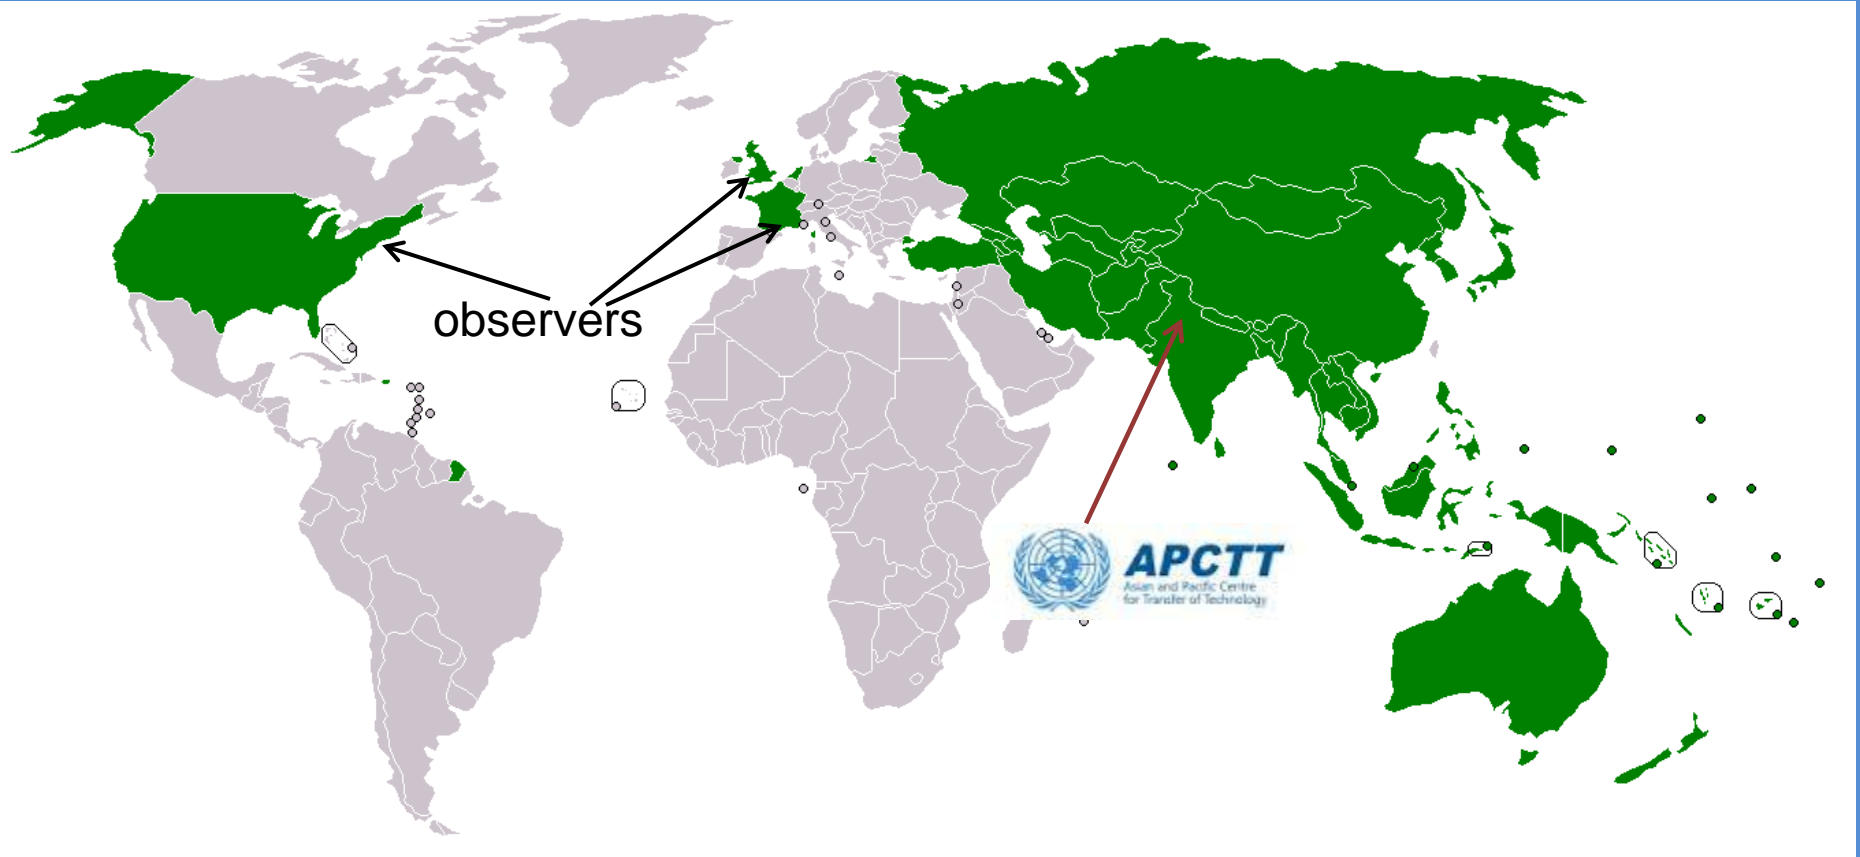 observers
APCTT
Asian and Pacific Centre
for Transfer of Technology